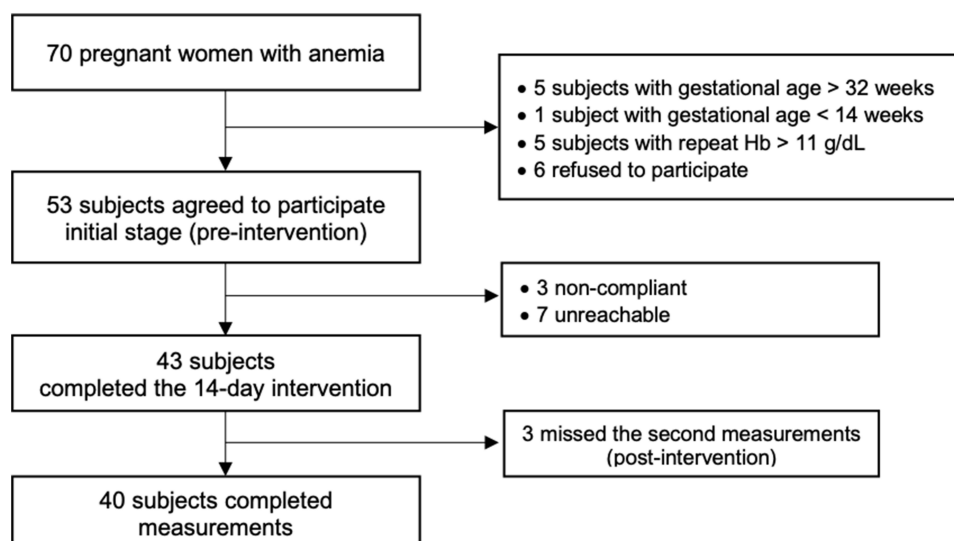 70 pregnant women with anemia
• 5 subjects with gestational age > 32 weeks
• 1 subject with gestational age < 14 weeks
• 5 subjects with repeat Hb > 11 g/dL
• 6 refused to participate
53 subjects agreed to participate
initial stage (pre-intervention)
• 3 non-compliant
• 7 unreachable
43 subjects
completed the 14-day intervention
3 missed the second measurements
(post-intervention)
40 subjects completed
measurements